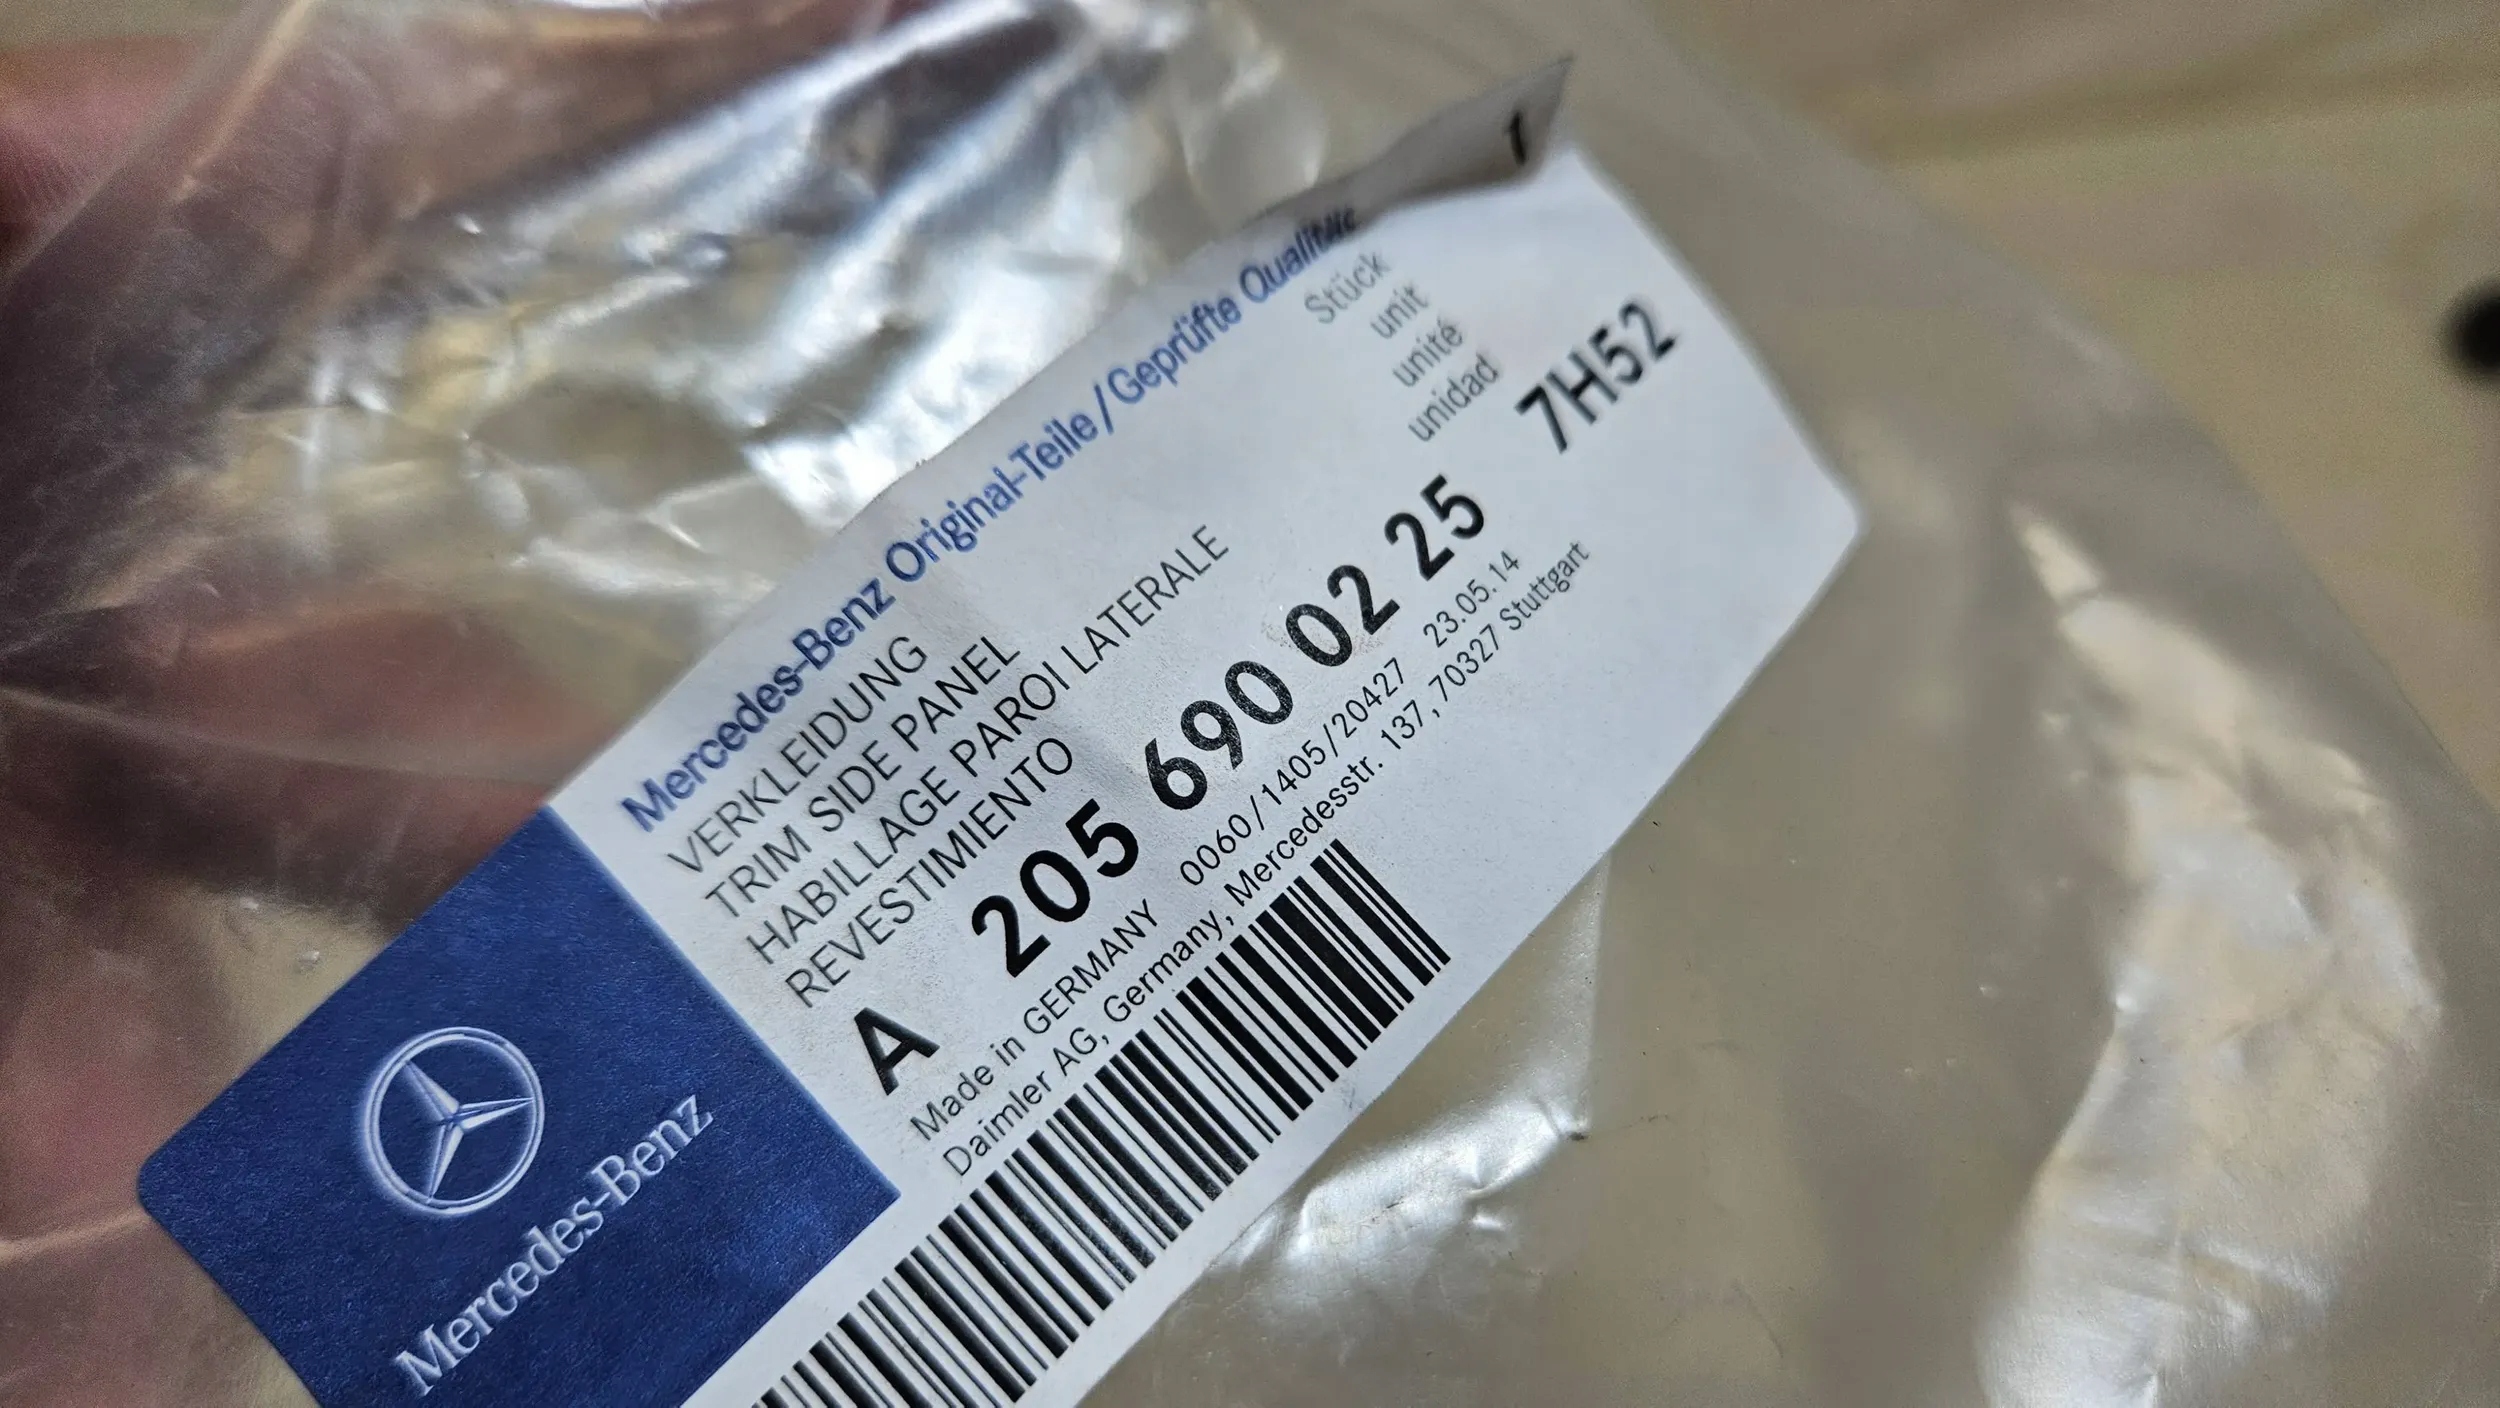 Mercedes-Benz Original-Teile/Geprüfte Qualität
1
Stück
unit
unité
unidad
VERKLEIDUNG
TRIM SIDE PANEL
HABILLAGE PAROI LATERALE
REVESTIMIENTO
A 205 690 02 25 7H52
Made in GERMANY 0060/1405/20427 23.05.14
Daimler AG, Germany, Mercedesstr. 137, 70327 Stuttgart
Mercedes-Benz